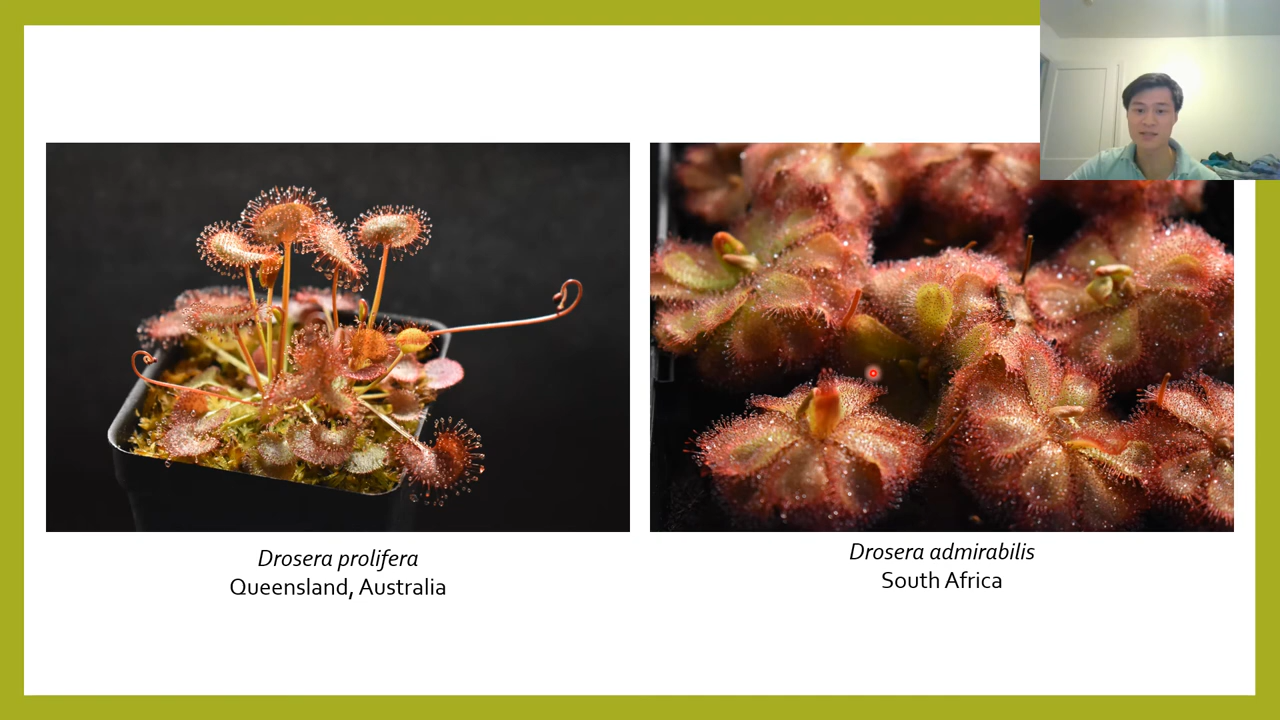 Drosera prolifera
Queensland, Australia
Drosera admirabilis
South Africa